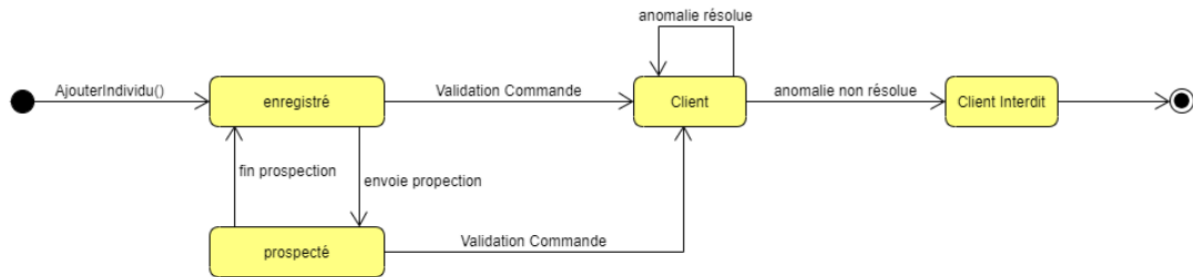 anomalie résolue
AjouterIndividu()
enregistré
Validation Commande
Client
anomalie non résolue
Client Interdit
fin prospection
envoie propection
prospecté
Validation Commande